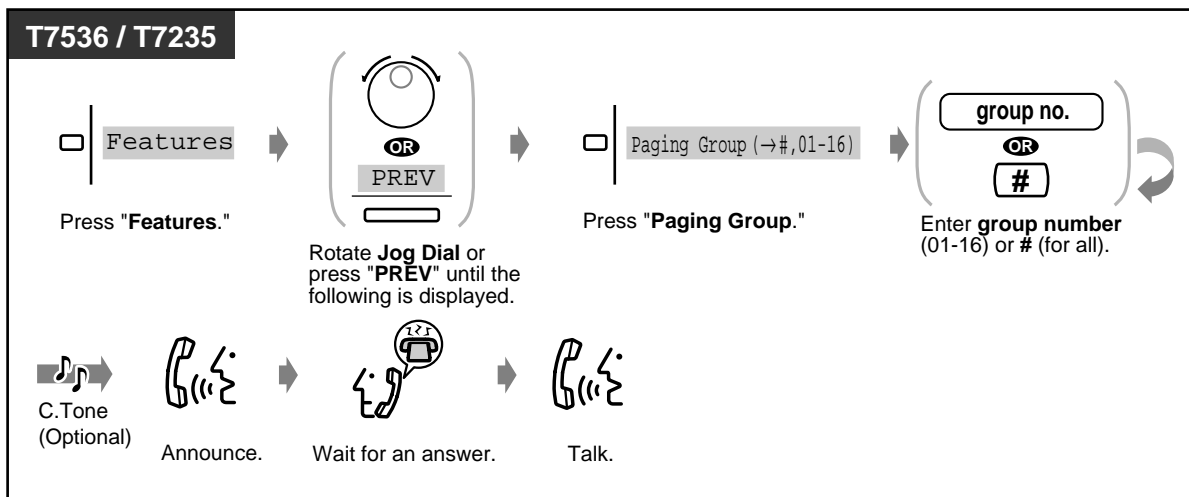 T7536 / T7235
Features
OR
PREV
Paging Group (→#,01-16)
group no.
OR
#
Press "Features."
Rotate Jog Dial or
press "PREV" until the
following is displayed.
Press "Paging Group."
Enter group number
(01-16) or # (for all).
C.Tone
(Optional)
Announce.
Wait for an answer.
Talk.